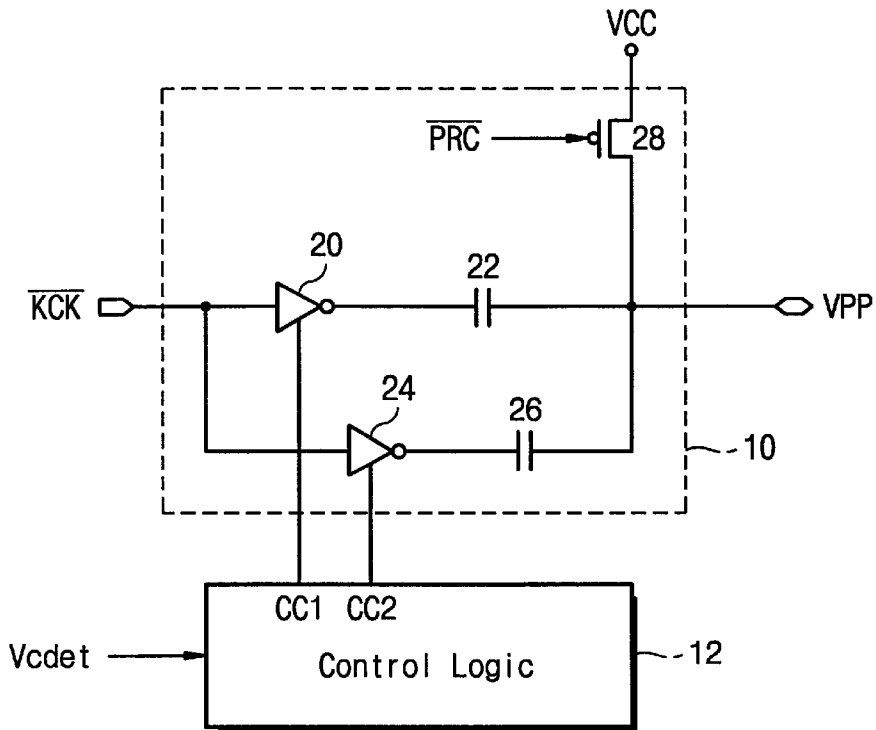 VCC
PRC
28
20
22
KCK
VPP
24
26
10
CC1 CC2
Vcdet
Control Logic
12